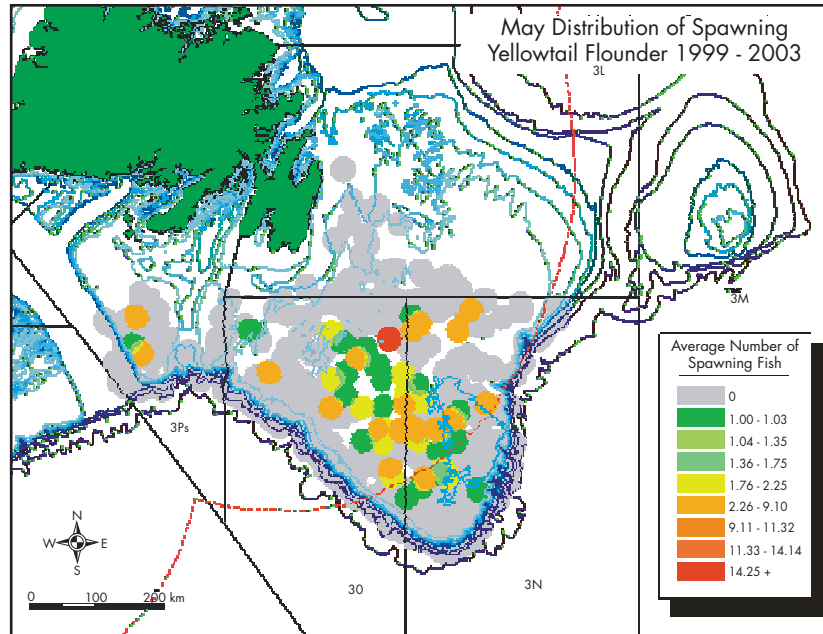 May Distribution of Spawning
Yellowtail Flounder 1999 - 2003
3L
3M
Average Number of
Spawning Fish
0
1.00 - 1.03
1.04 - 1.35
1.36 - 1.75
1.76 - 2.25
2.26 - 9.10
9.11 - 11.32
11.33 - 14.14
14.25 +
3Ps
N
W E
S
0 100 200 km
30
3N